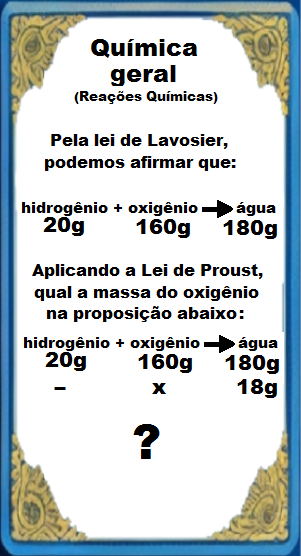 Química
geral
(Reações Químicas)
Pela lei de Lavosier,
podemos afirmar que:
hidrogênio + oxigênio → água
20g 160g 180g
Aplicando a Lei de Proust,
qual a massa do oxigênio
na proposição abaixo:
hidrogênio + oxigênio → água
20g 160g 180g
– x 18g
?